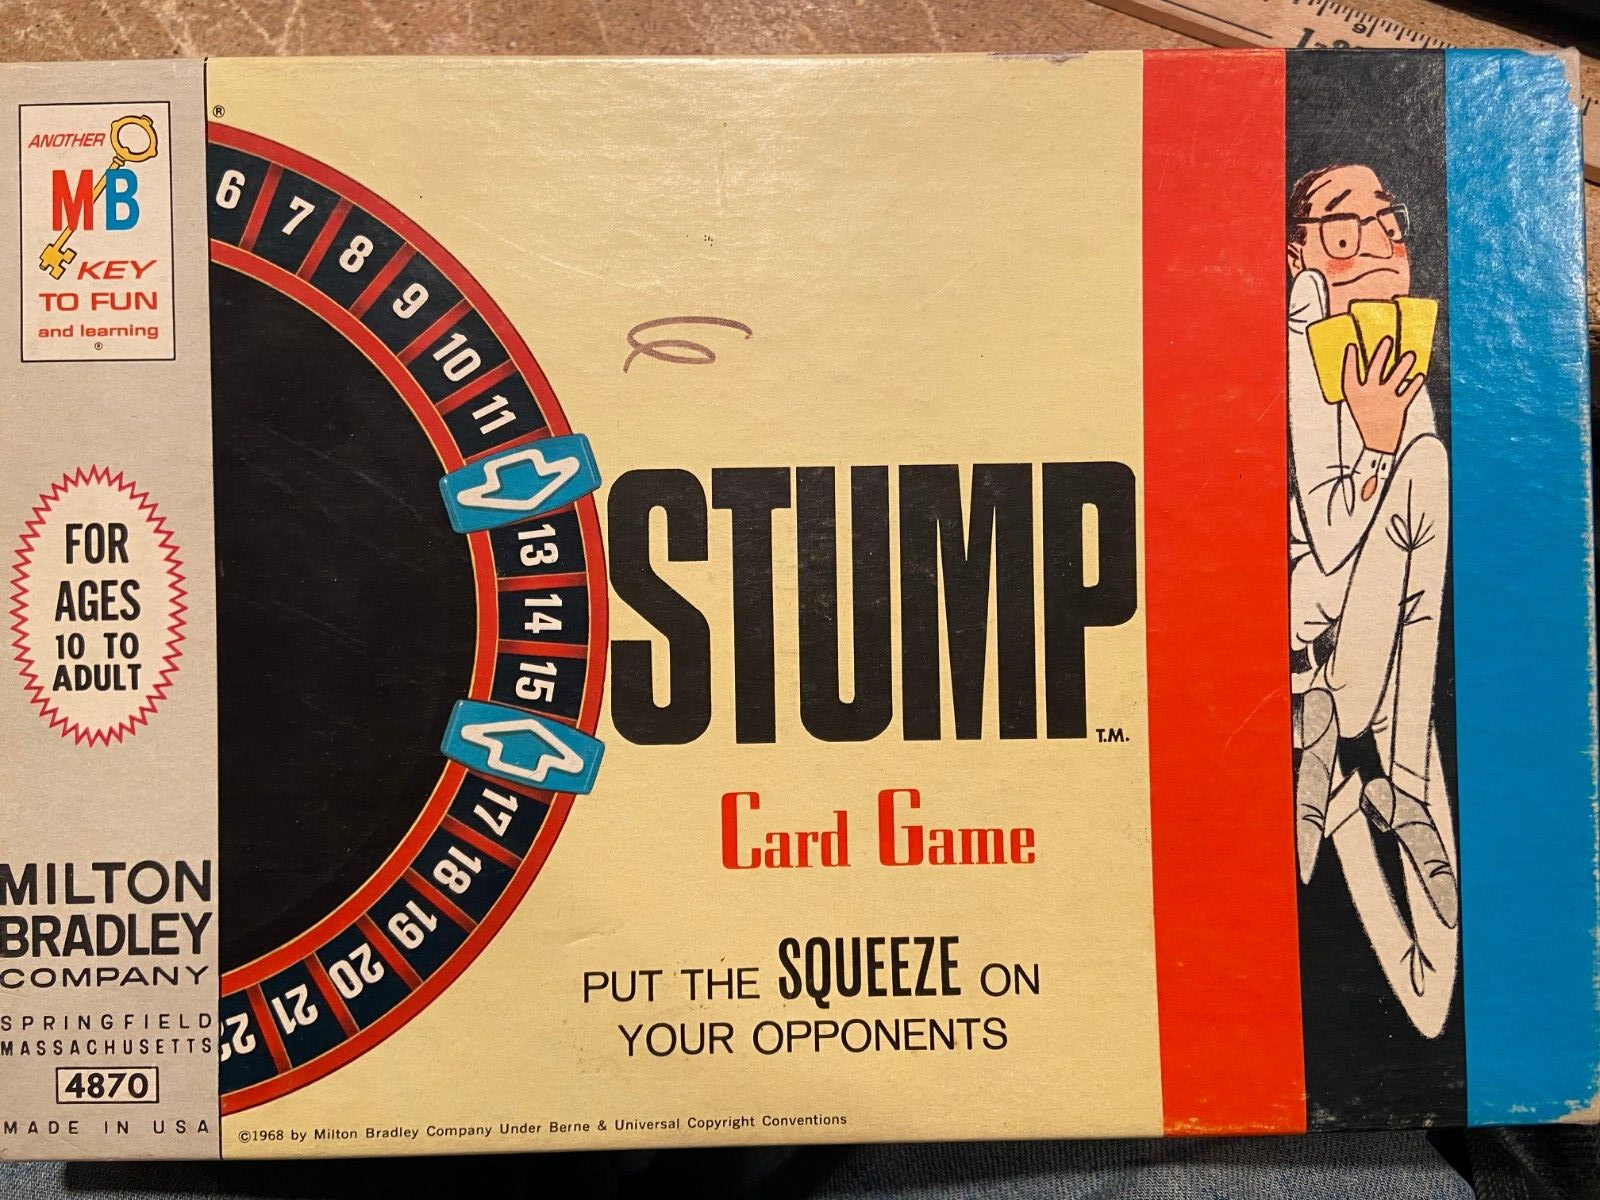 ANOTHER
MB
KEY
TO FUN
and learning
®
FOR
AGES
10 TO
ADULT
MILTON
BRADLEY
COMPANY
SPRINGFIELD
MASSACHUSETTS
4870
MADE IN USA
®
6
7
8
9
10
11
13
14
15
17
18
19
20
21
22
STUMP
T.M.
Card Game
PUT THE SQUEEZE ON
YOUR OPPONENTS
©1968 by Milton Bradley Company Under Berne & Universal Copyright Conventions